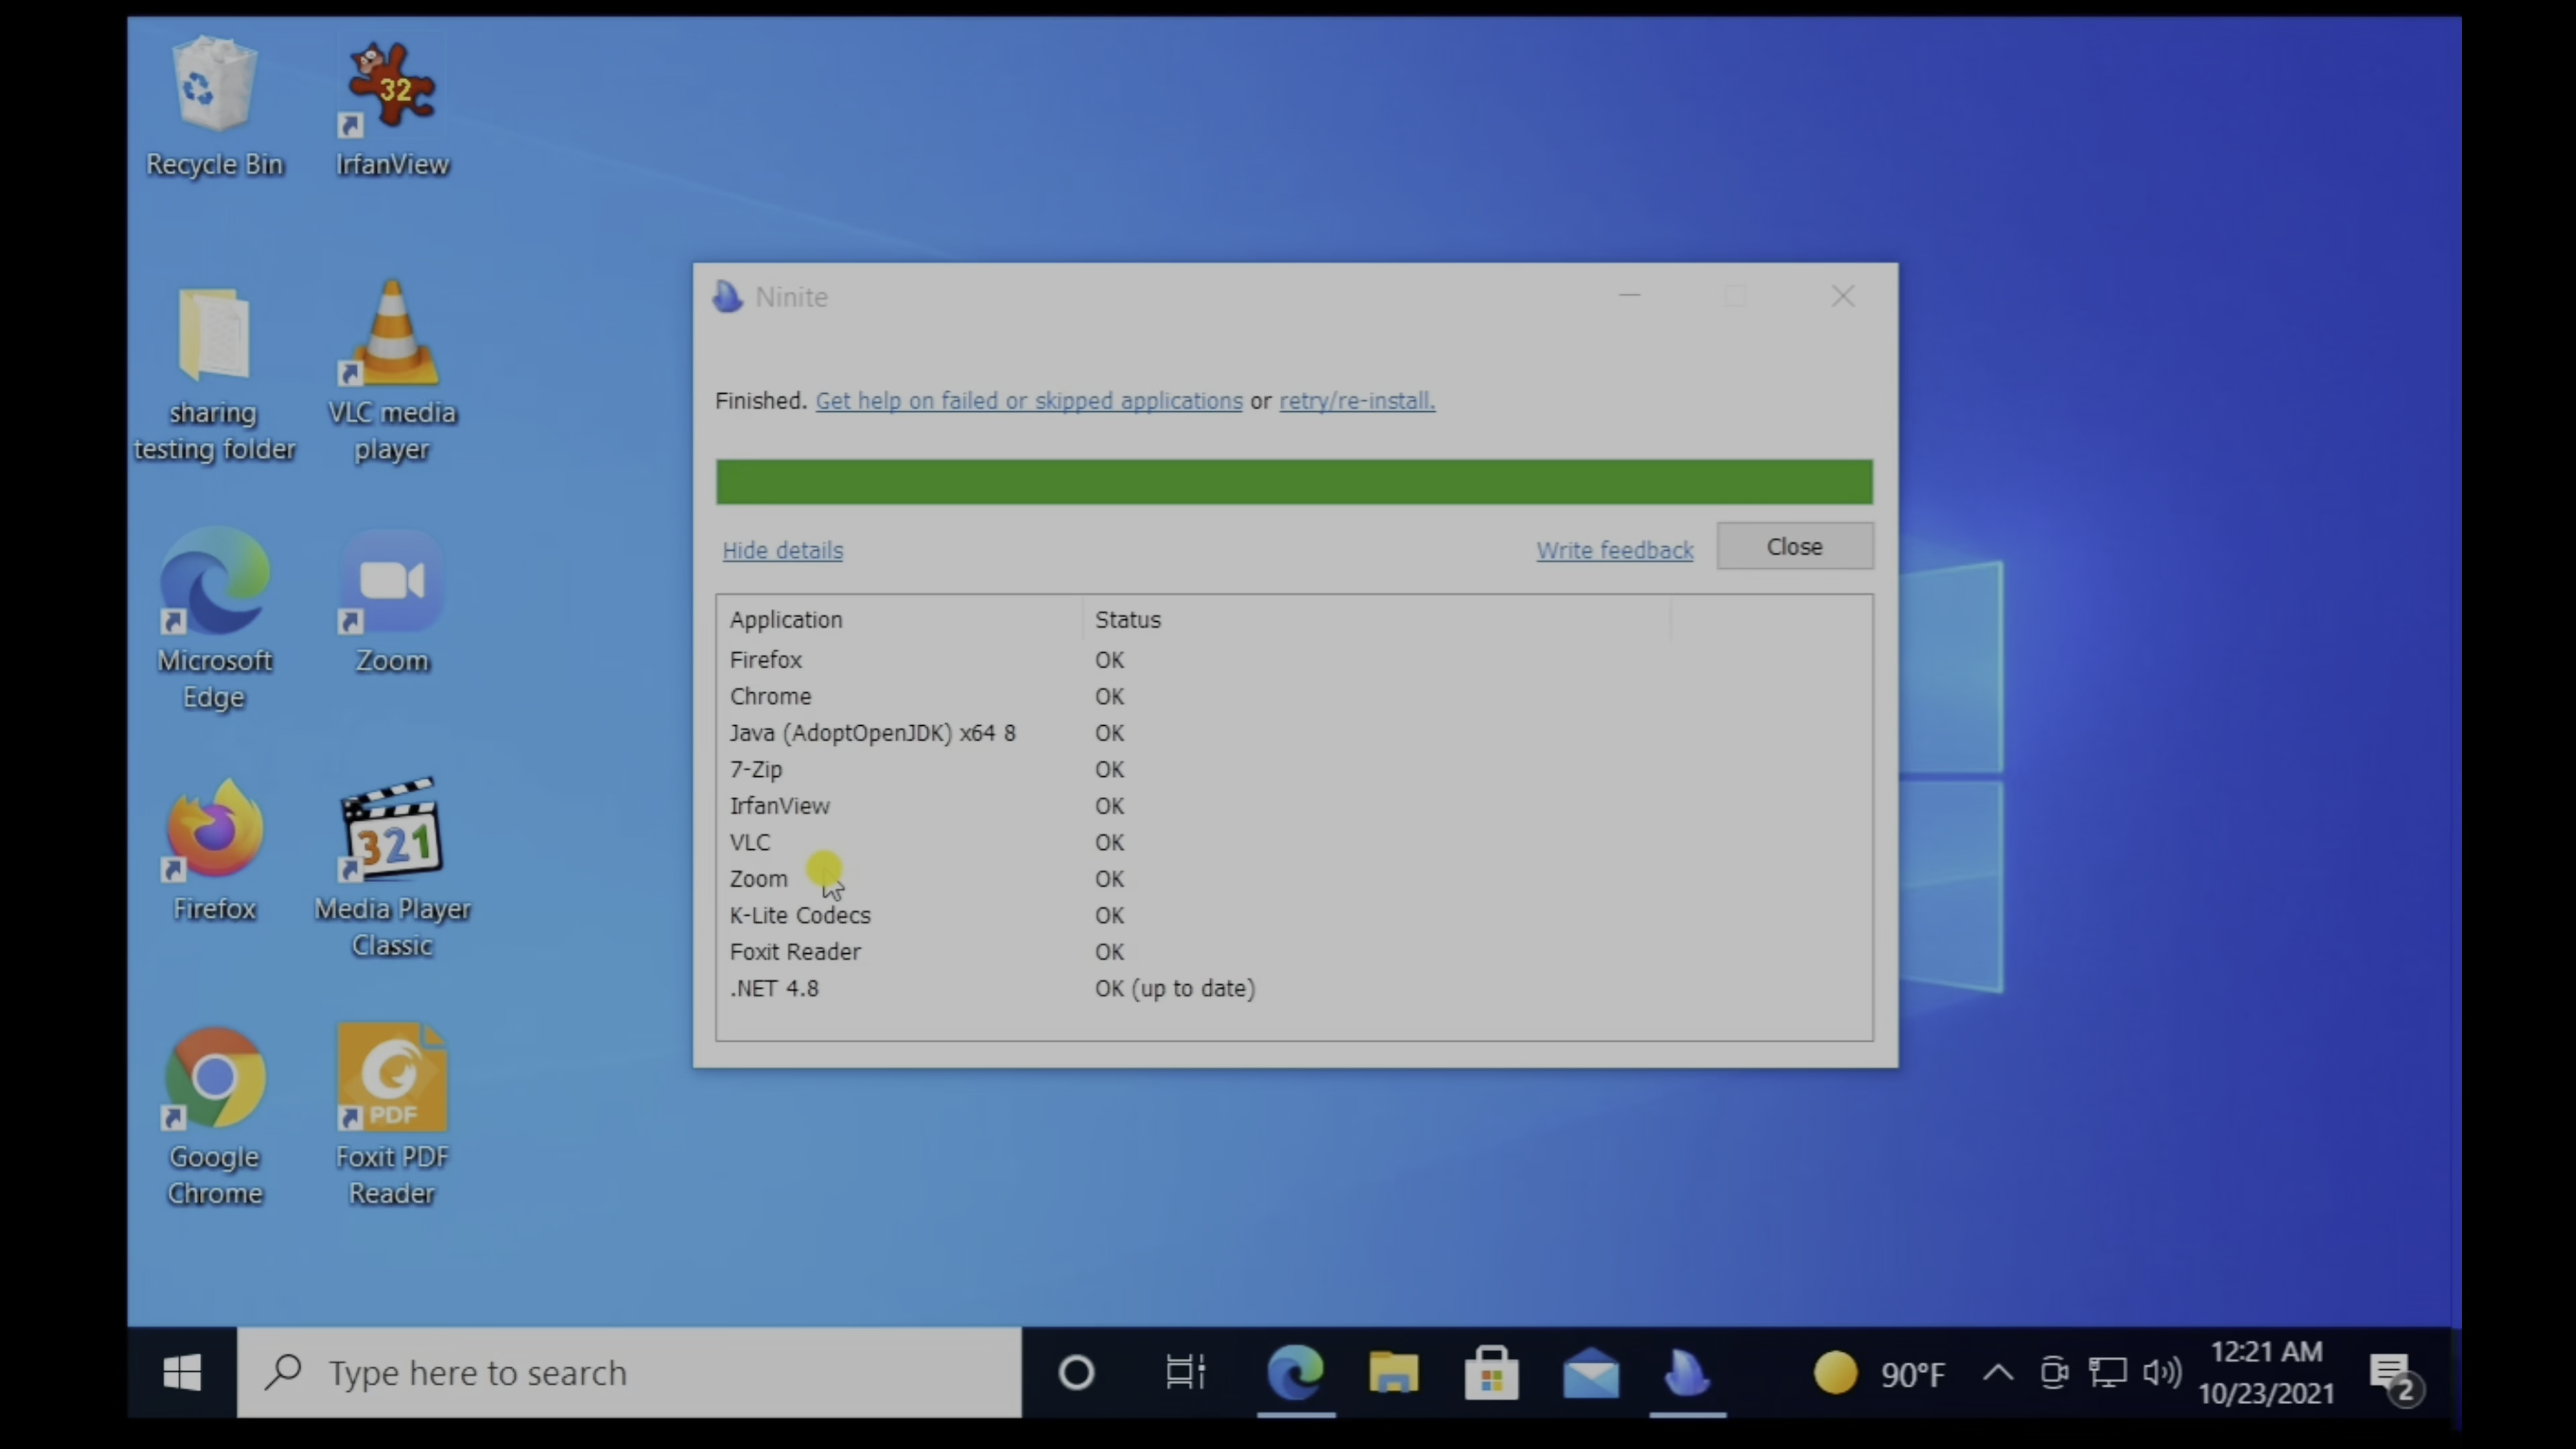 Recycle Bin
IrfanView
32
sharing
testing folder
VLC media
player
Microsoft
Edge
Zoom
Firefox
321
Media Player
Classic
Google
Chrome
PDF
Foxit PDF
Reader
Ninite
Finished. Get help on failed or skipped applications or retry/re-install.
Hide details
Write feedback
Close
Application Status
Firefox OK
Chrome OK
Java (AdoptOpenJDK) x64 8 OK
7-Zip OK
IrfanView OK
VLC OK
Zoom OK
K-Lite Codecs OK
Foxit Reader OK
.NET 4.8 OK (up to date)
Type here to search
90°F
12:21 AM
10/23/2021
2